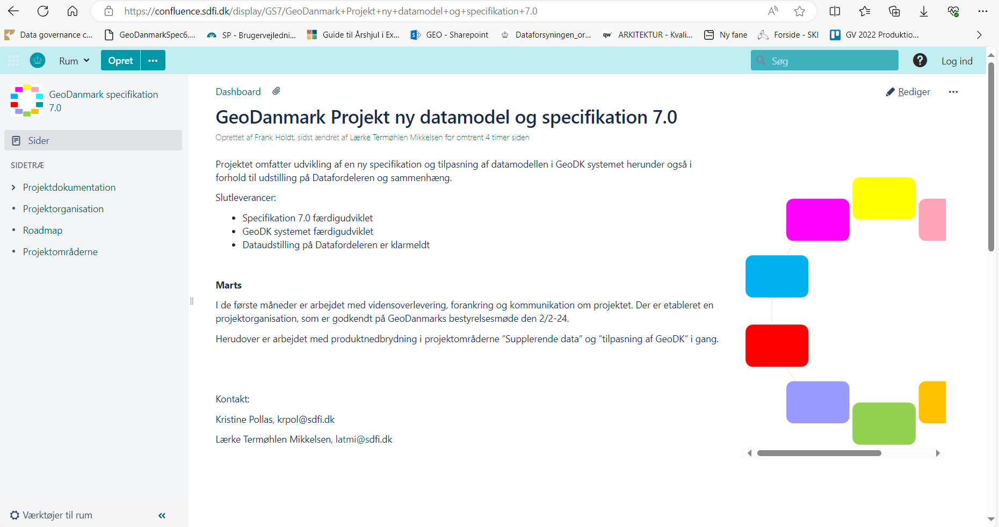 https://confluence.sdfi.dk/display/GS7/GeoDanmark+Projekt+ny+datamodel+og+specifikation+7.0
Data governance c...
GeoDanmarkSpec6....
SP - Brugervejledni...
Guide til Årshjul i Ex...
GEO - Sharepoint
Dataforsyningen_or...
qw
ARKITEKTUR - Kvali...
Ny fane
Forside - SKI
GV 2022 Produktio...
Rum
Opret
Søg
Log ind
GeoDanmark specifikation
7.0
Sider
SIDETRÆ
Projektdokumentation
Projektorganisation
Roadmap
Projektområderne
Værktøjer til rum
Dashboard
Rediger
GeoDanmark Projekt ny datamodel og specifikation 7.0
Oprettet af Frank Holdt, sidst ændret af Lærke Termøhlen Mikkelsen for omtrent 4 timer siden
Projektet omfatter udvikling af en ny specifikation og tilpasning af datamodellen i GeoDK systemet herunder også i
forhold til udstilling på Datafordeleren og sammenhæng.
Slutleverancer:
• Specifikation 7.0 færdigudviklet
• GeoDK systemet færdigudviklet
• Dataudstilling på Datafordeleren er klarmeldt
Marts
I de første måneder er arbejdet med vidensoverlevering, forankring og kommunikation om projektet. Der er etableret en
projektorganisation, som er godkendt på GeoDanmarks bestyrelsesmøde den 2/2-24.
Herudover er arbejdet med produktnedbrydning i projektområderne ”Supplerende data” og ”tilpasning af GeoDK” i gang.
Kontakt:
Kristine Pollas, krpol@sdfi.dk
Lærke Termøhlen Mikkelsen, latmi@sdfi.dk